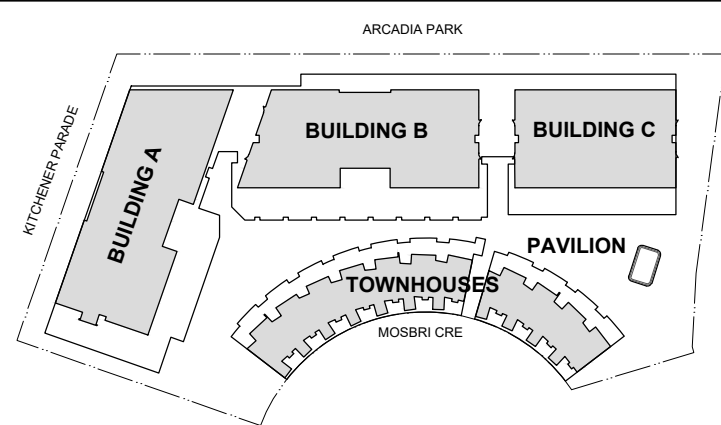 ARCADIA PARK
KITCHENER PARADE
BUILDING A
BUILDING B
BUILDING C
PAVILION
TOWNHOUSES
MOSBRI CRE